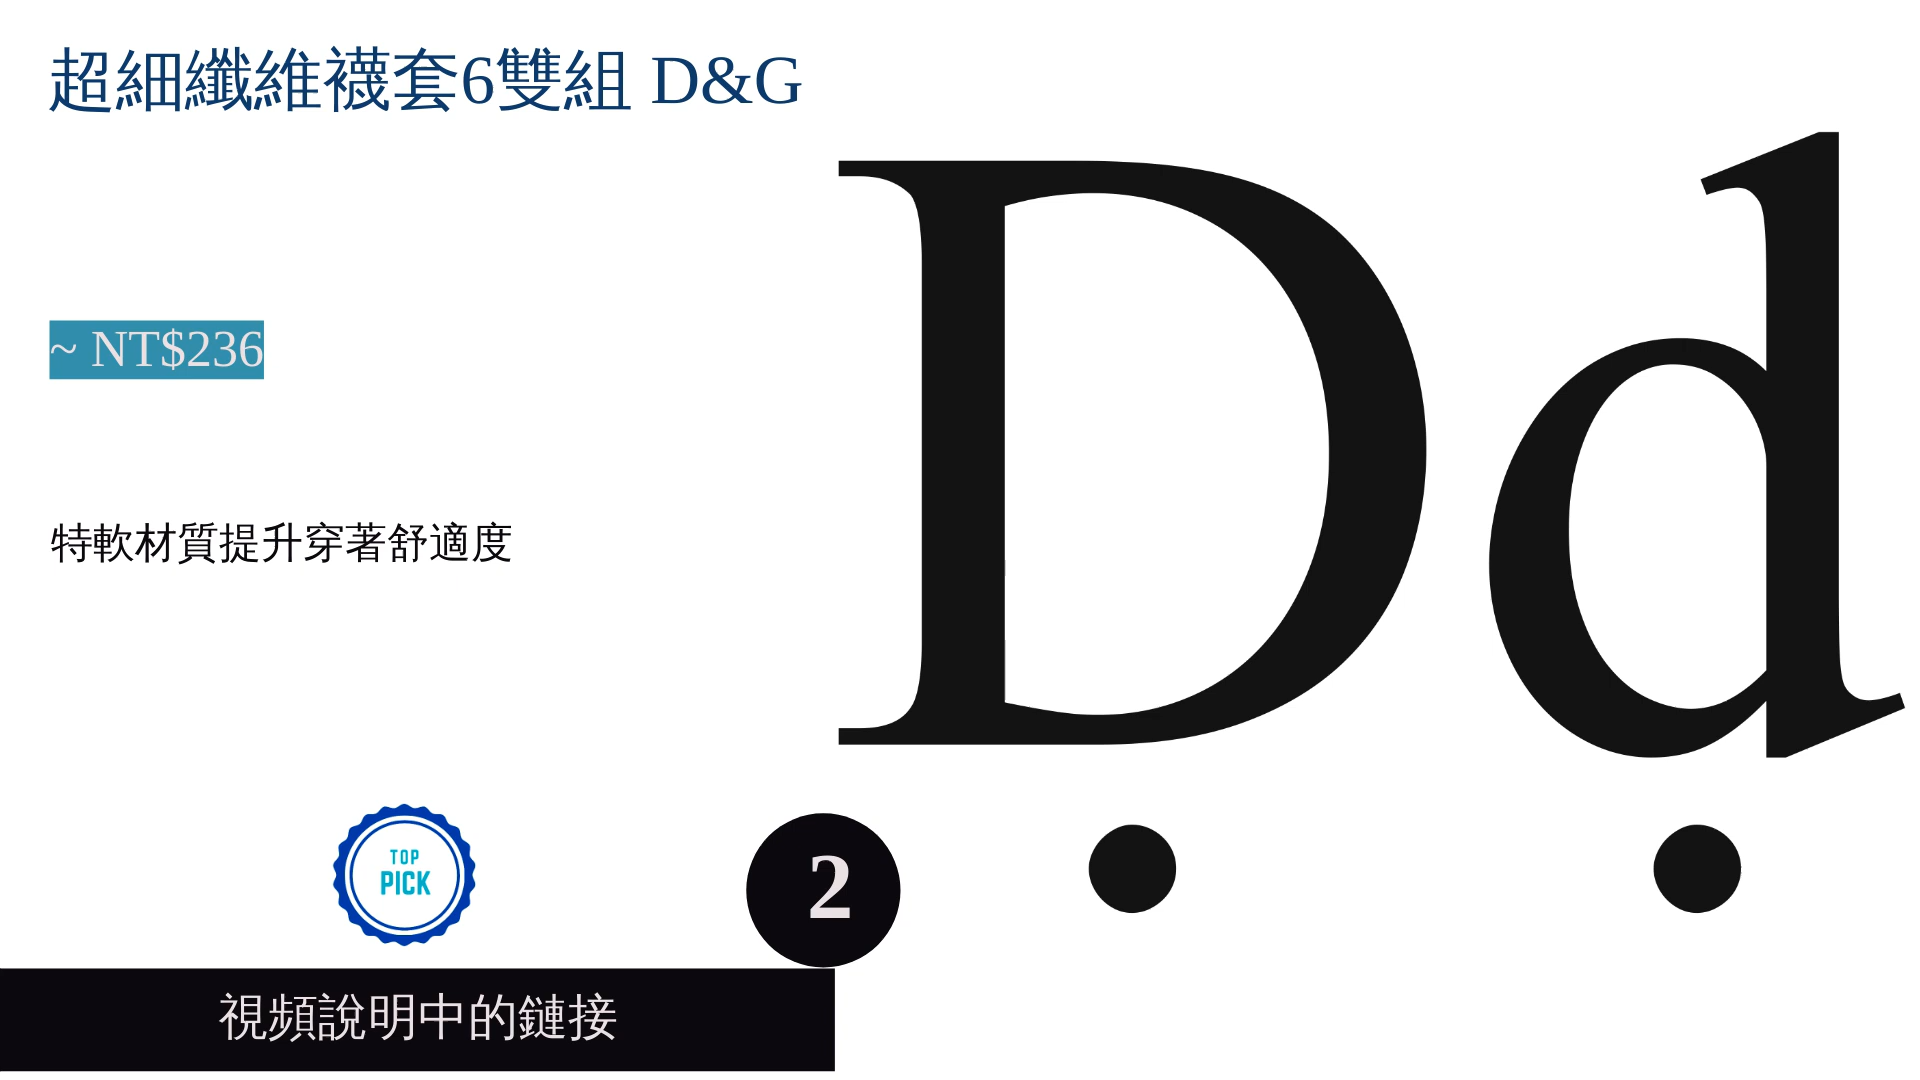 超細纖維襪套6雙組 D&G
~ NT$236
特軟材質提升穿著舒適度
Ḍḍ
TOP
PICK
2
視頻說明中的鏈接